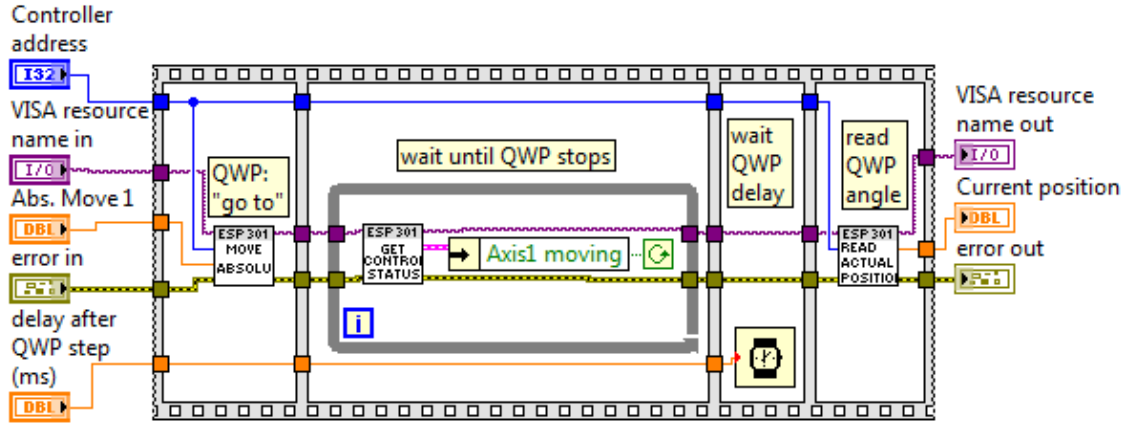 Controller
address
I32
VISA resource
name in
I/O
Abs. Move 1
DBL
error in
delay after
QWP step
(ms)
DBL
QWP:
"go to"
ESP 301
MOVE
ABSOLU
wait until QWP stops
ESP 301
GET
CONTROL
STATUS
Axis1 moving
i
wait
QWP
delay
read
QWP
angle
ESP 301
READ
ACTUAL
POSITIO
VISA resource
name out
I/O
Current position
DBL
error out